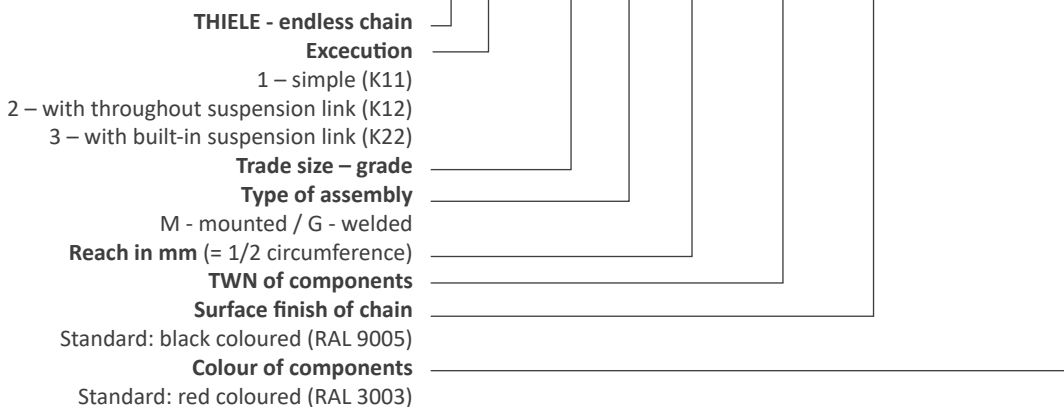 THIELE - endless chain
Excecution
1 – simple (K11)
2 – with throughout suspension link (K12)
3 – with built-in suspension link (K22)
Trade size – grade
Type of assembly
M - mounted / G - welded
Reach in mm (= 1/2 circumference)
TWN of components
Surface finish of chain
Standard: black coloured (RAL 9005)
Colour of components
Standard: red coloured (RAL 3003)